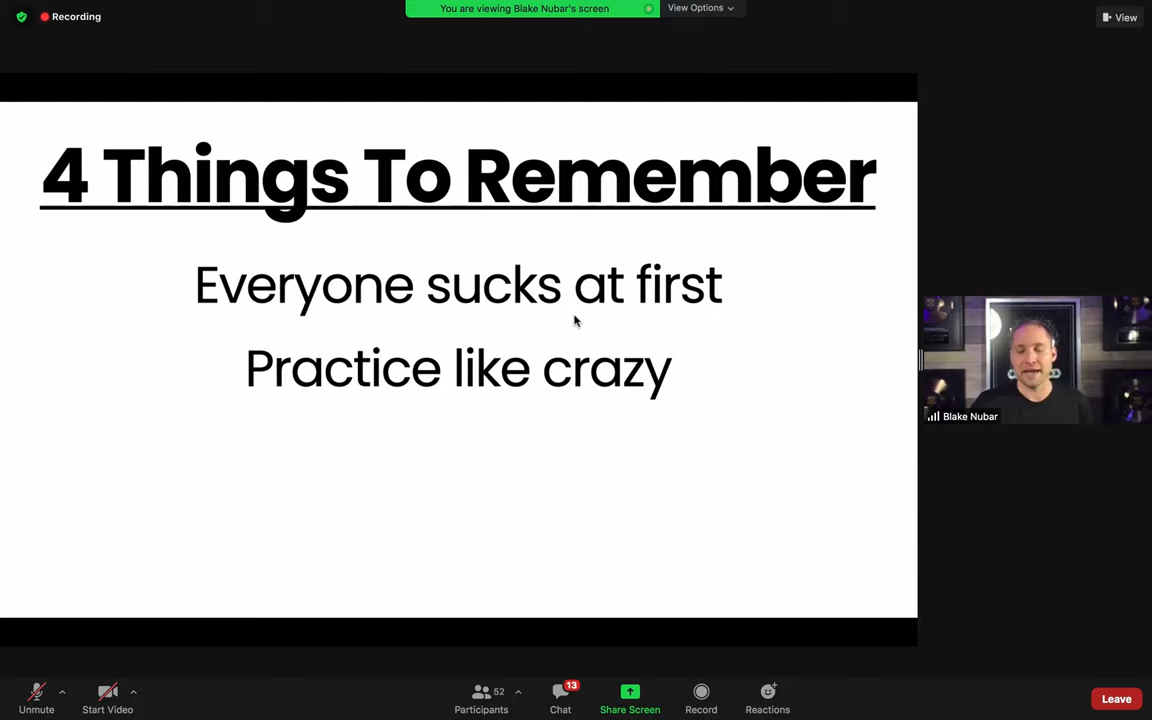 Recording
You are viewing Blake Nubar's screen
View Options
View
4 Things To Remember
Everyone sucks at first
Practice like crazy
Blake Nubar
Unmute
Start Video
52
Participants
13
Chat
Share Screen
Record
Reactions
Leave